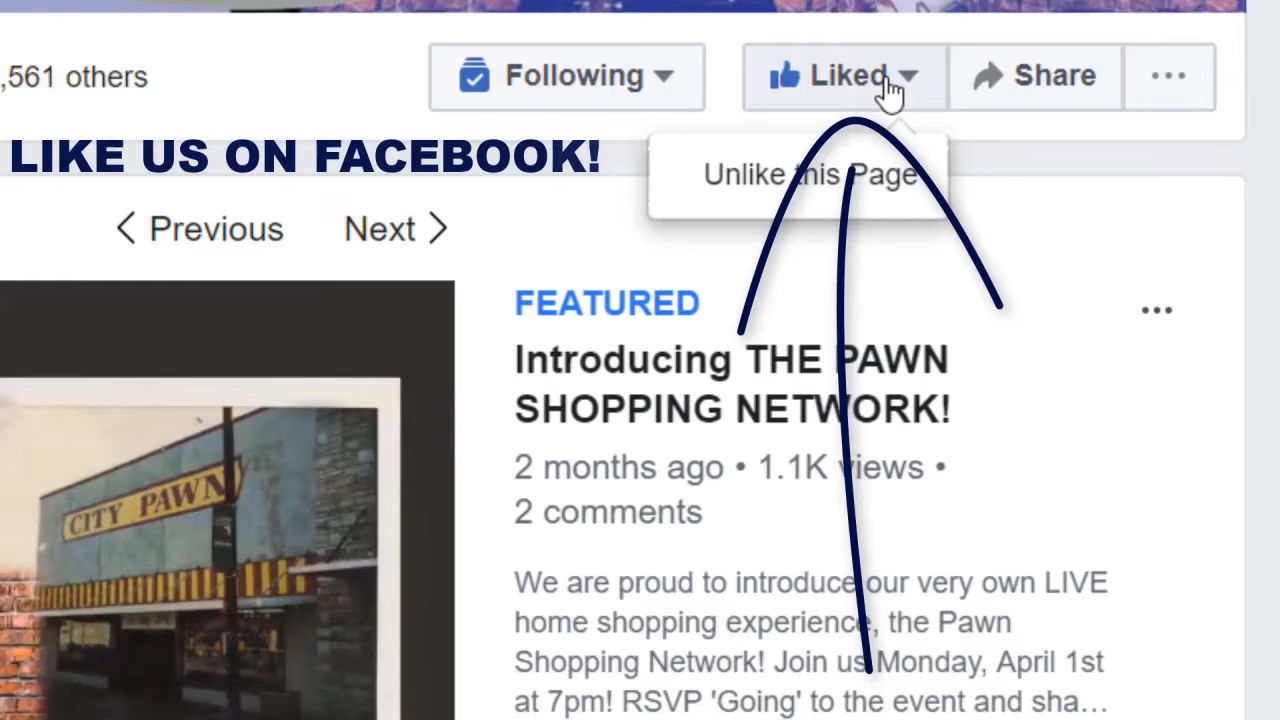 ,561 others
Following
Liked
Share
LIKE US ON FACEBOOK!
Unlike this Page
Previous
Next
FEATURED
Introducing THE PAWN
SHOPPING NETWORK!
2 months ago • 1.1K views •
2 comments
CITY PAWN
We are proud to introduce our very own LIVE
home shopping experience, the Pawn
Shopping Network! Join us Monday, April 1st
at 7pm! RSVP 'Going' to the event and sha...